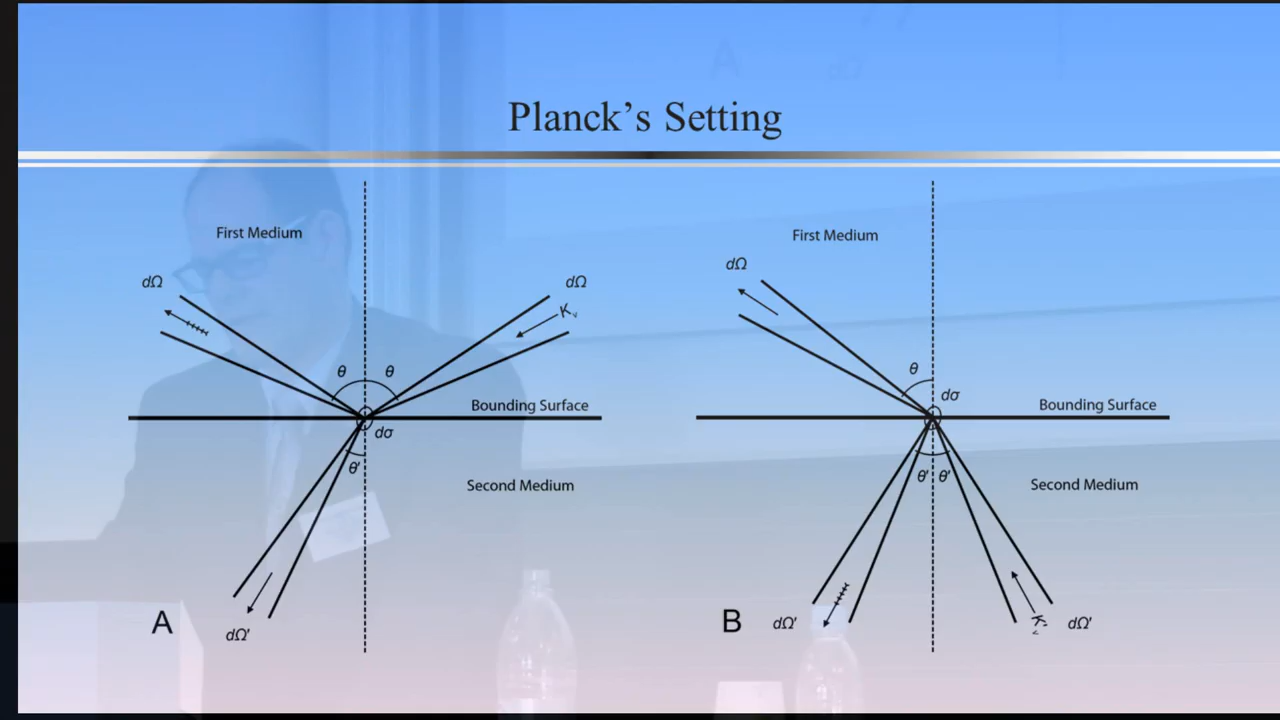 Planck's Setting
First Medium
dΩ
dΩ
K
θ
θ
Bounding Surface
dσ
θ'
Second Medium
A
dΩ'
First Medium
dΩ
θ
dσ
Bounding Surface
θ'
θ'
Second Medium
B
dΩ'
dΩ'